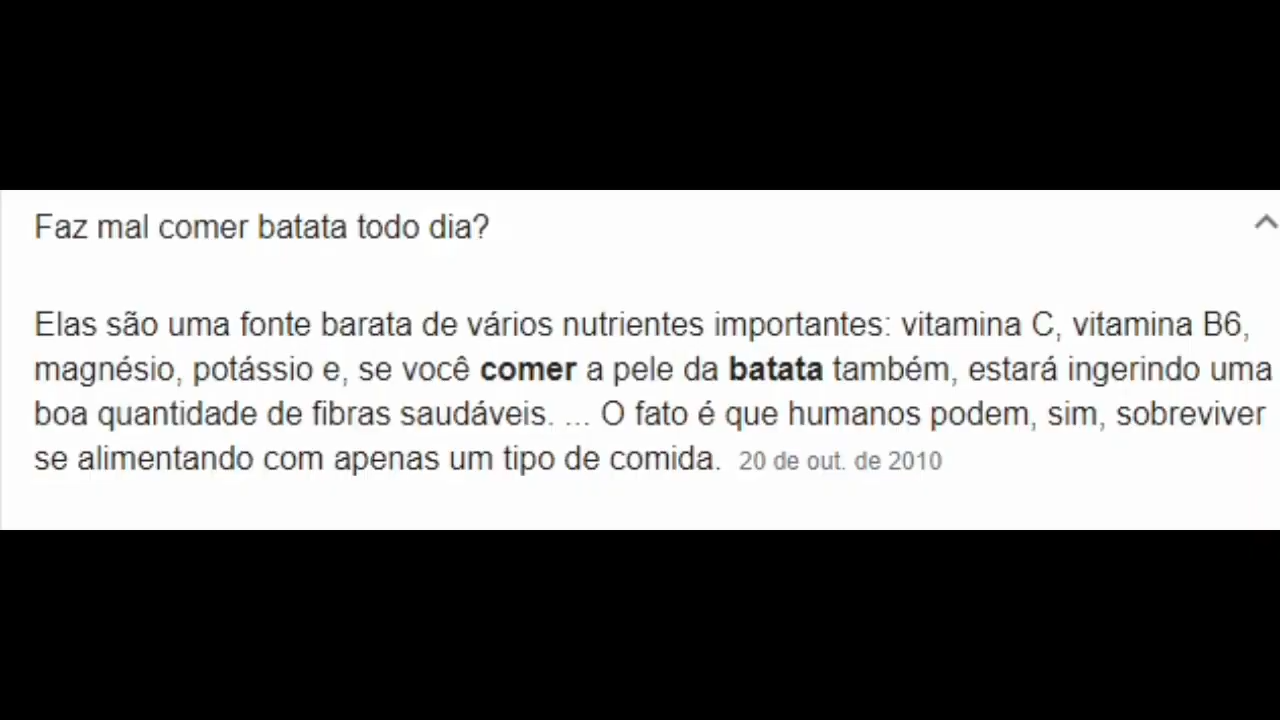 Faz mal comer batata todo dia?
Elas são uma fonte barata de vários nutrientes importantes: vitamina C, vitamina B6,
magnésio, potássio e, se você comer a pele da batata também, estará ingerindo uma
boa quantidade de fibras saudáveis. ... O fato é que humanos podem, sim, sobreviver
se alimentando com apenas um tipo de comida. 20 de out. de 2010